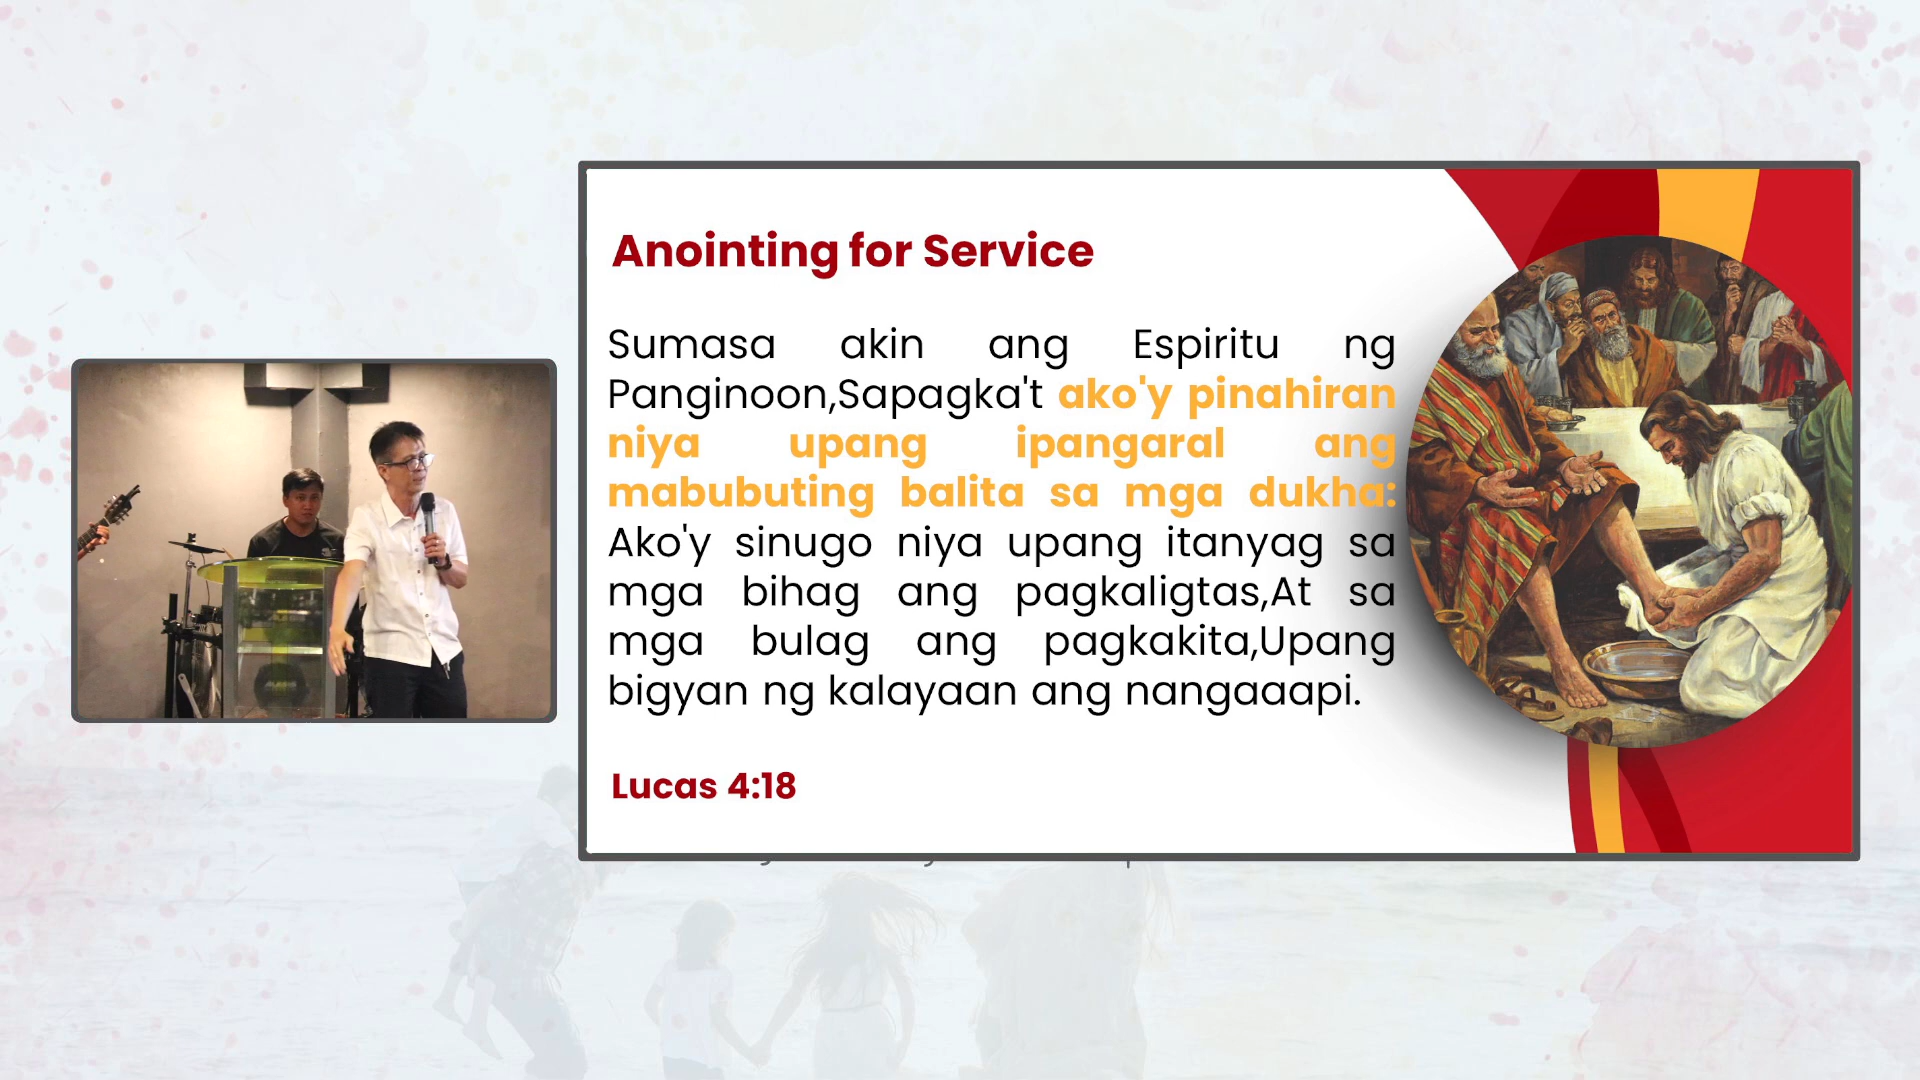 Anointing for Service
Sumasa akin ang Espiritu ng
Panginoon,Sapagka't ako'y pinahiran
niya upang ipangaral ang
mabubuting balita sa mga dukha:
Ako'y sinugo niya upang itanyag sa
mga bihag ang pagkaligtas,At sa
mga bulag ang pagkakita,Upang
bigyan ng kalayaan ang nangaaapi.
Lucas 4:18